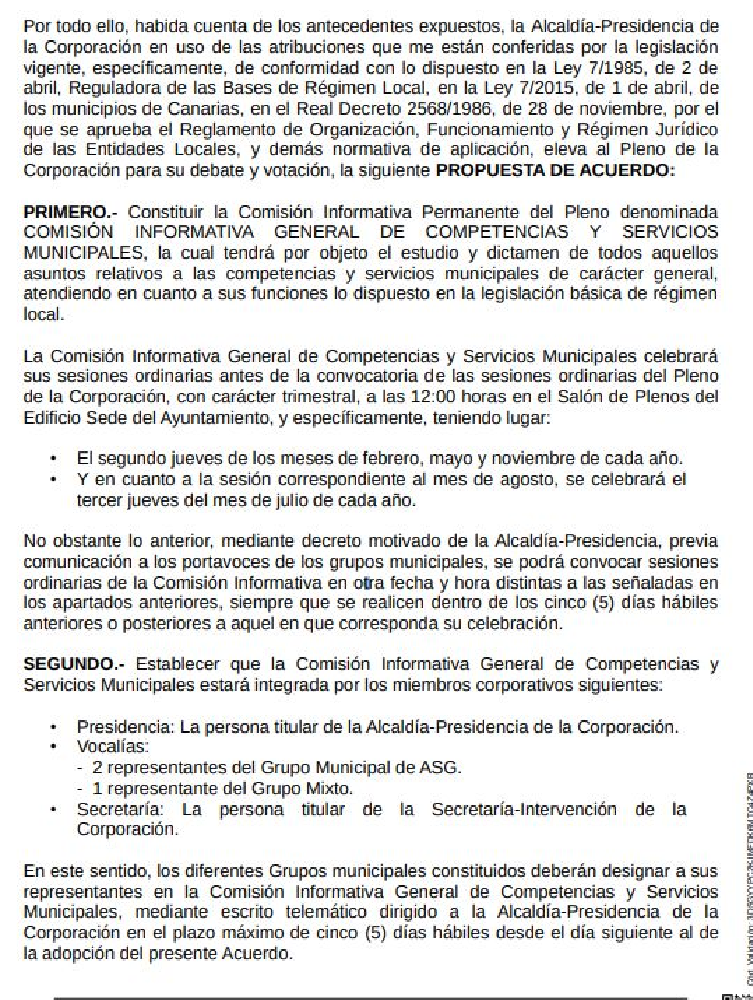 Por todo ello, habida cuenta de los antecedentes expuestos, la Alcaldía-Presidencia de
la Corporación en uso de las atribuciones que me están conferidas por la legislación
vigente, específicamente, de conformidad con lo dispuesto en la Ley 7/1985, de 2 de
abril, Reguladora de las Bases de Régimen Local, en la Ley 7/2015, de 1 de abril, de
los municipios de Canarias, en el Real Decreto 2568/1986, de 28 de noviembre, por el
que se aprueba el Reglamento de Organización, Funcionamiento y Régimen Jurídico
de las Entidades Locales, y demás normativa de aplicación, eleva al Pleno de la
Corporación para su debate y votación, la siguiente PROPUESTA DE ACUERDO:
PRIMERO.- Constituir la Comisión Informativa Permanente del Pleno denominada
COMISIÓN INFORMATIVA GENERAL DE COMPETENCIAS Y SERVICIOS
MUNICIPALES, la cual tendrá por objeto el estudio y dictamen de todos aquellos
asuntos relativos a las competencias y servicios municipales de carácter general,
atendiendo en cuanto a sus funciones lo dispuesto en la legislación básica de régimen
local.
La Comisión Informativa General de Competencias y Servicios Municipales celebrará
sus sesiones ordinarias antes de la convocatoria de las sesiones ordinarias del Pleno
de la Corporación, con carácter trimestral, a las 12:00 horas en el Salón de Plenos del
Edificio Sede del Ayuntamiento, y específicamente, teniendo lugar:
• El segundo jueves de los meses de febrero, mayo y noviembre de cada año.
• Y en cuanto a la sesión correspondiente al mes de agosto, se celebrará el
tercer jueves del mes de julio de cada año.
No obstante lo anterior, mediante decreto motivado de la Alcaldía-Presidencia, previa
comunicación a los portavoces de los grupos municipales, se podrá convocar sesiones
ordinarias de la Comisión Informativa en otra fecha y hora distintas a las señaladas en
los apartados anteriores, siempre que se realicen dentro de los cinco (5) días hábiles
anteriores o posteriores a aquel en que corresponda su celebración.
SEGUNDO.- Establecer que la Comisión Informativa General de Competencias y
Servicios Municipales estará integrada por los miembros corporativos siguientes:
• Presidencia: La persona titular de la Alcaldía-Presidencia de la Corporación.
• Vocalías:
- 2 representantes del Grupo Municipal de ASG.
- 1 representante del Grupo Mixto.
• Secretaría: La persona titular de la Secretaría-Intervención de la
Corporación.
En este sentido, los diferentes Grupos municipales constituidos deberán designar a sus
representantes en la Comisión Informativa General de Competencias y Servicios
Municipales, mediante escrito telemático dirigido a la Alcaldía-Presidencia de la
Corporación en el plazo máximo de cinco (5) días hábiles desde el día siguiente al de
la adopción del presente Acuerdo.
Cód. Validación: